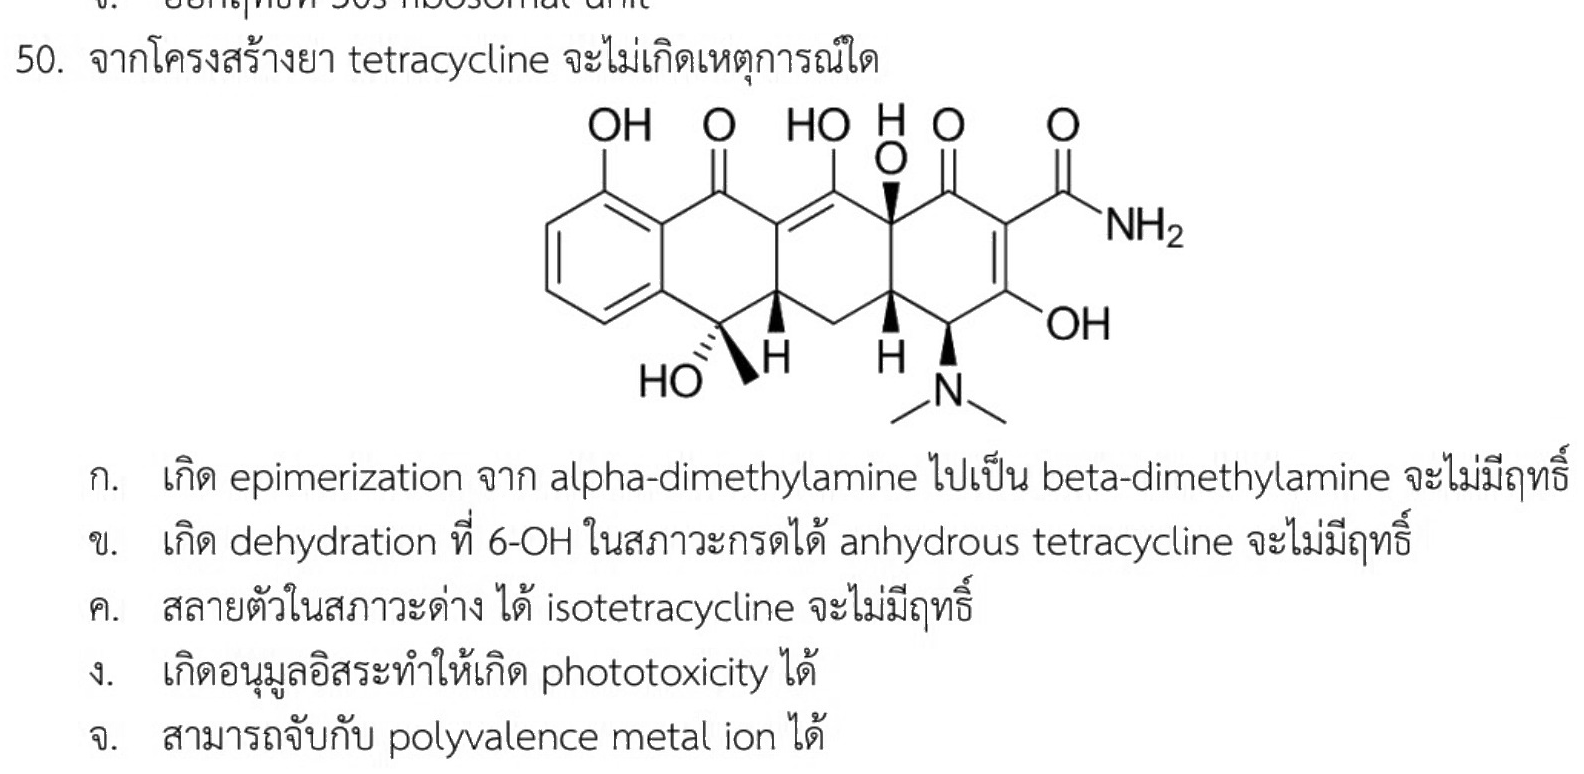 50. จากโครงสร้างยา tetracycline จะไม่เกิดเหตุการณ์ใด
OH O HO H O O
O
NH2
OH
HO H H N
ก. เกิด epimerization จาก alpha-dimethylamine ไปเป็น beta-dimethylamine จะไม่มีฤทธิ์
ข. เกิด dehydration ที่ 6-OH ในสภาวะกรดได้ anhydrous tetracycline จะไม่มีฤทธิ์
ค. สลายตัวในสภาวะด่าง ได้ isotetracycline จะไม่มีฤทธิ์
ง. เกิดอนุมูลอิสระทำให้เกิด phototoxicity ได้
จ. สามารถจับกับ polyvalence metal ion ได้